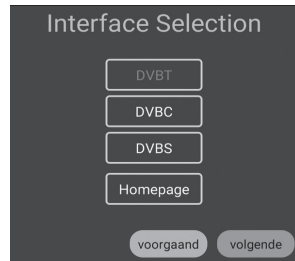 Interface Selection
DVBT
DVBC
DVBS
Homepage
voorgaand volgende